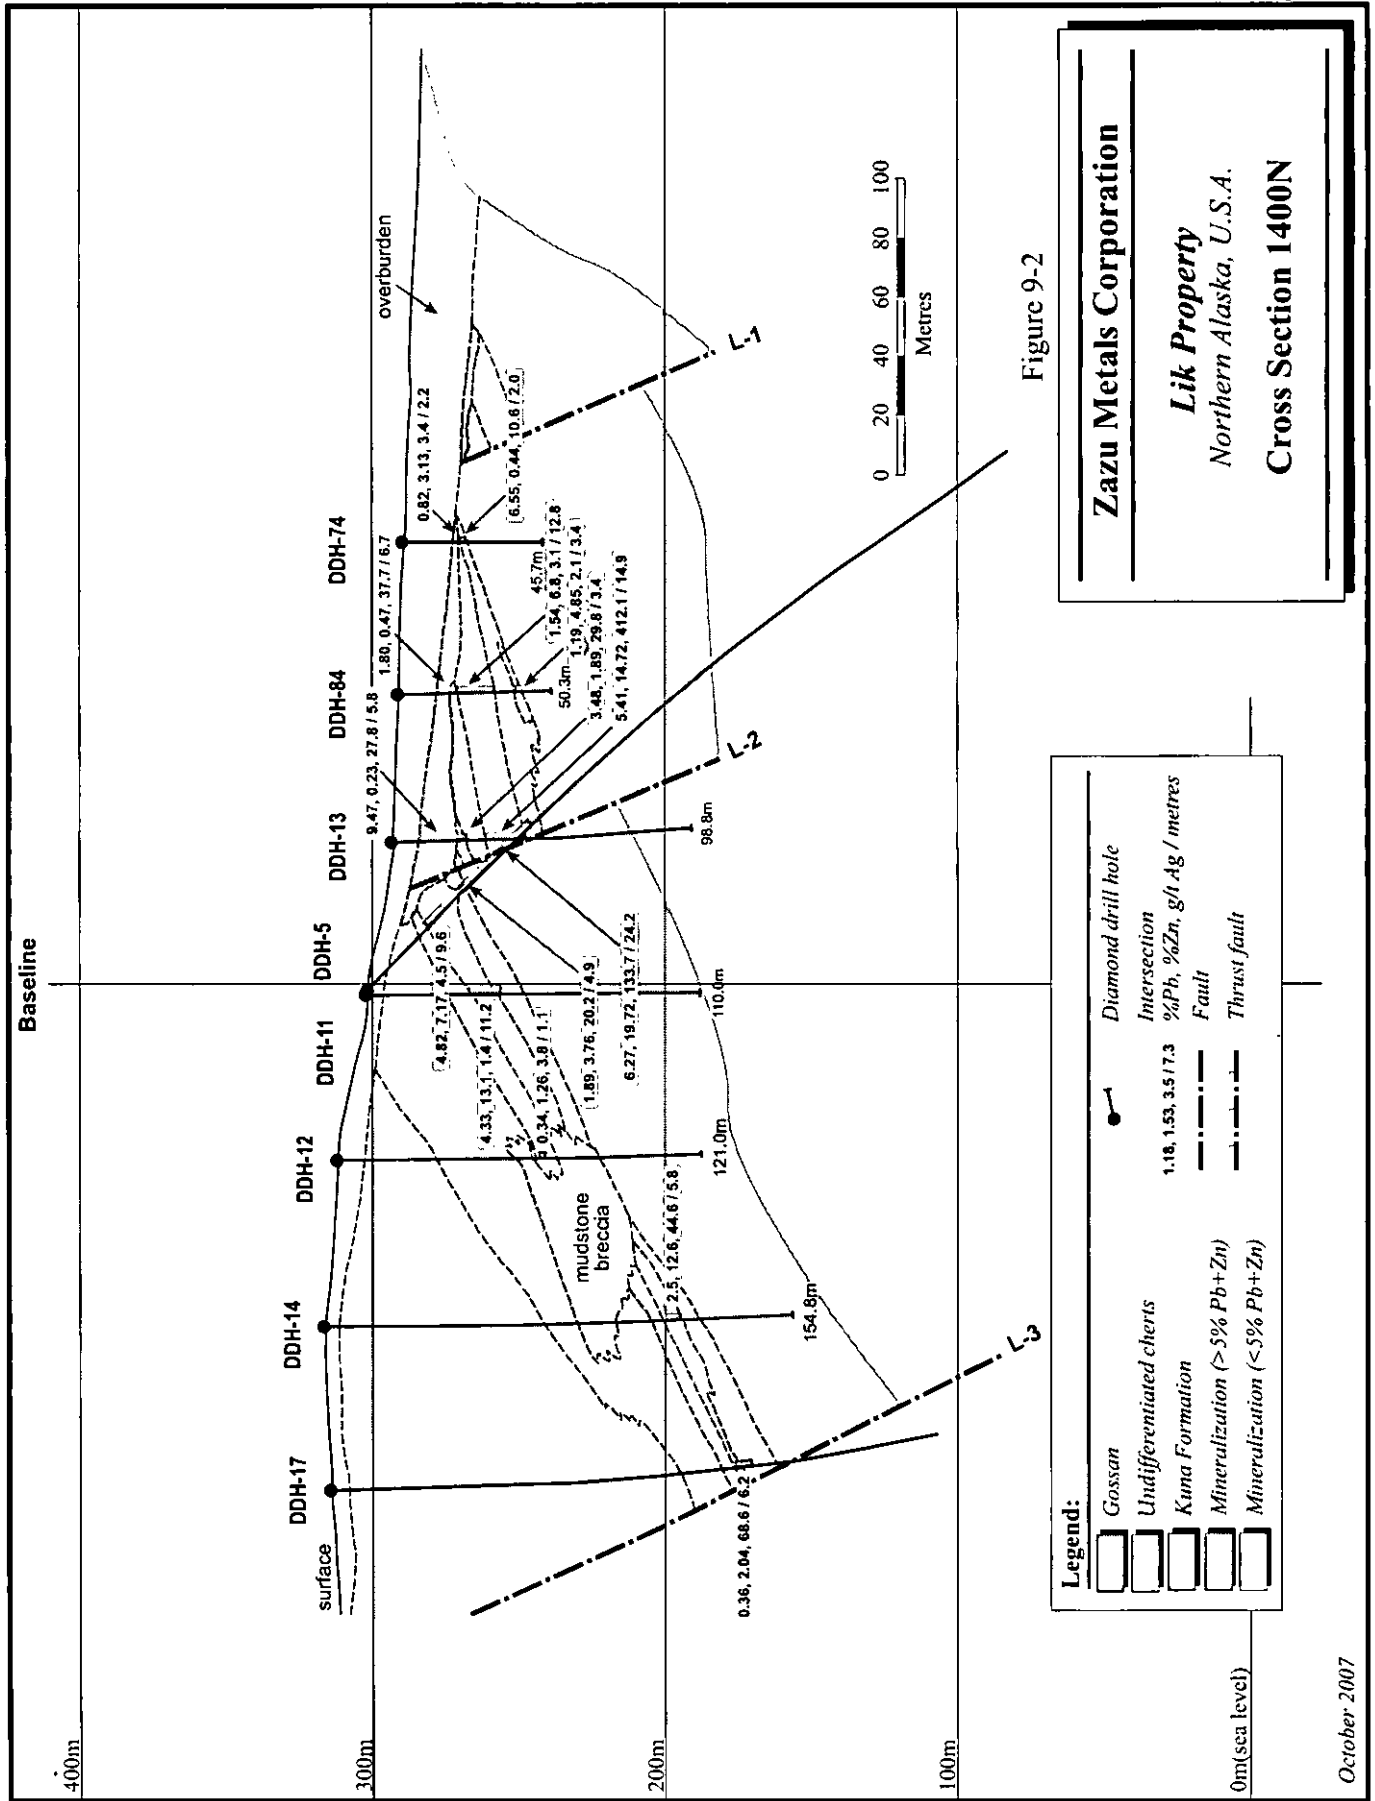 Baseline
400m
300m
200m
100m
0m(sea level)
surface
DDH-17
DDH-14
DDH-12
DDH-11
DDH-5
DDH-13
DDH-84
DDH-74
overburden
9.47, 0.23, 27.8 / 5.8
1.80, 0.47, 37.7 / 6.7
0.82, 3.13, 3.4 / 2.2
6.55, 0.44, 10.6 / 2.0
45.7m
1.54, 6.8, 3.1 / 12.8
50.3m
1.19, 4.85, 2.1 / 3.4
3.48, 1.89, 29.8 / 3.4
5.41, 14.72, 412.1 / 14.9
4.82, 7.17, 4.5 / 9.6
4.33, 13.1, 1.4 / 11.2
0.34, 1.26, 3.8 / 1.1
1.89, 3.76, 20.2 / 4.9
6.27, 19.72, 133.7 / 24.2
mudstone
breccia
2.5, 12.6, 44.6 / 5.8
0.36, 2.04, 68.6 / 6.2
98.8m
110.0m
121.0m
154.8m
L-1
L-2
L-3
0 20 40 60 80 100
Metres
Figure 9-2
Legend:
Gossan
Undifferentiated cherts
Kuna Formation
Mineralization (>5% Pb+Zn)
Mineralization (<5% Pb+Zn)
Diamond drill hole
1.18, 1.53, 3.5 / 7.3
Intersection
%Pb, %Zn, g/t Ag / metres
Fault
Thrust fault
Zazu Metals Corporation
Lik Property
Northern Alaska, U.S.A.
Cross Section 1400N
October 2007